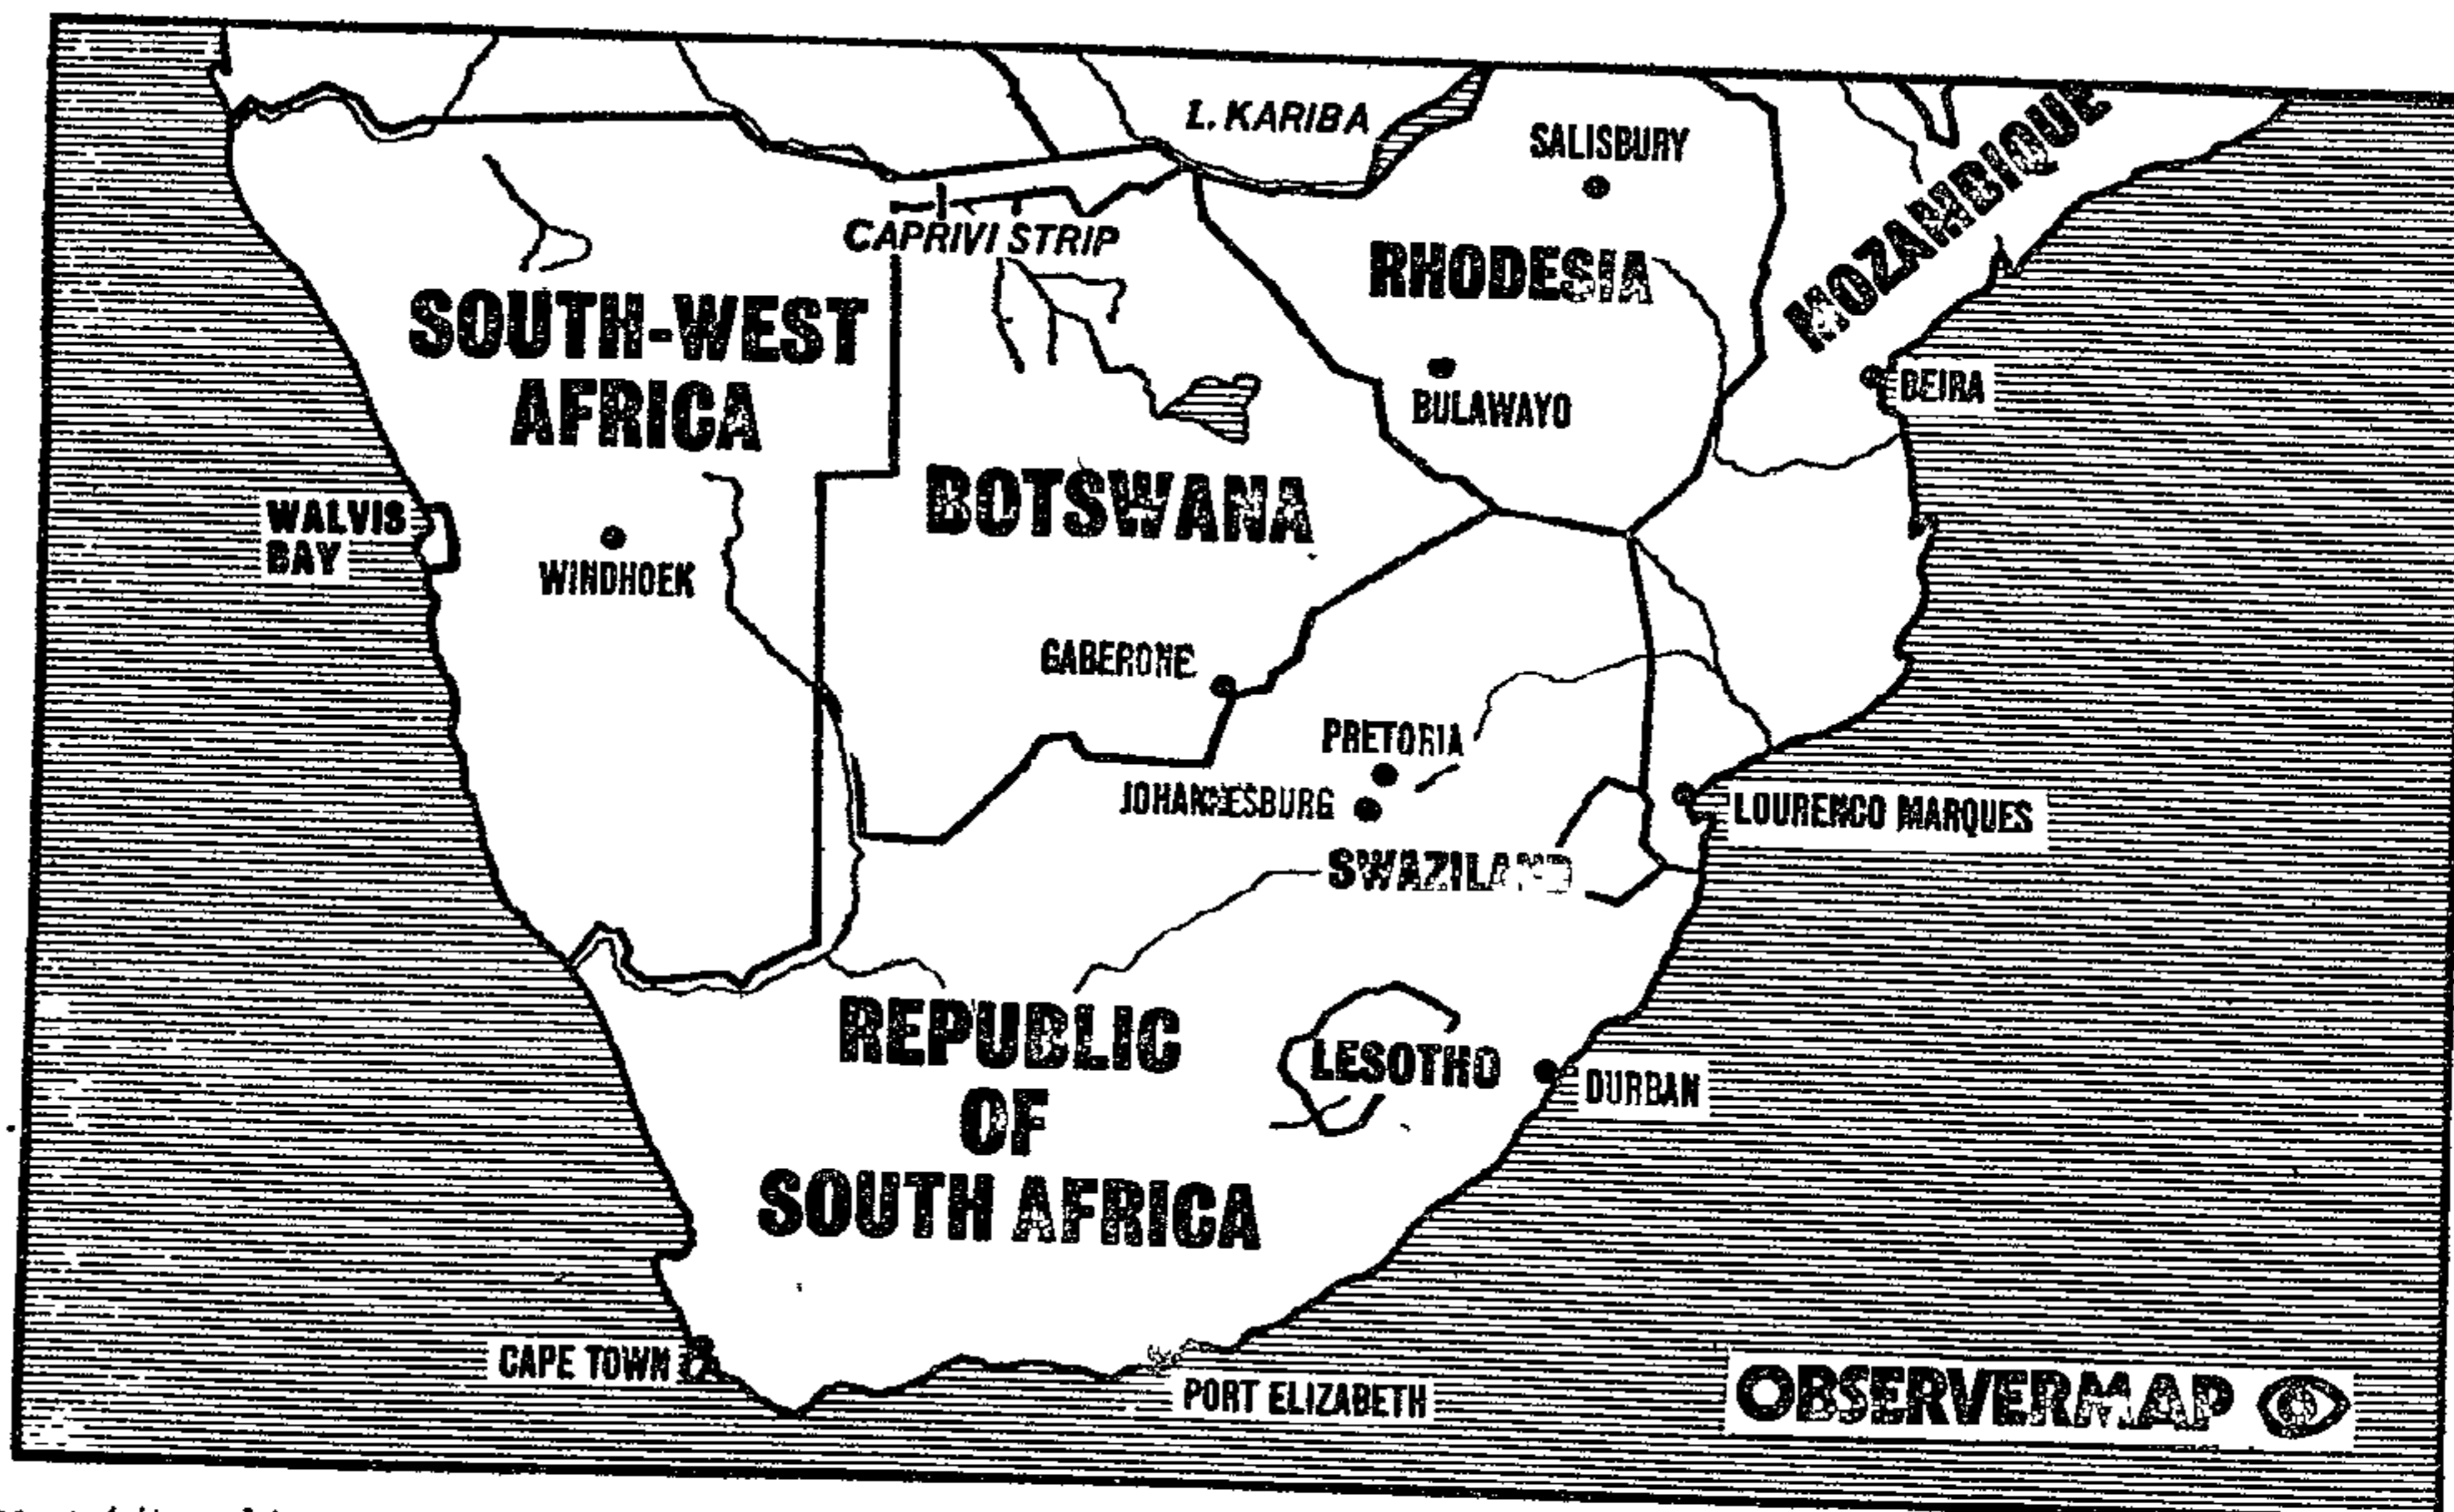 L. KARIBA
SALISBURY
MOZAMBIQUE
CAPRIVI STRIP
RHODESIA
SOUTH-WEST
AFRICA
BEIRA
BULAWAYO
BOTSWANA
WALVIS
BAY
WINDHOEK
GABERONE
PRETORIA
JOHANNESBURG
LOURENCO MARQUES
SWAZILAND
REPUBLIC
OF
SOUTH AFRICA
LESOTHO
DURBAN
CAPE TOWN
PORT ELIZABETH
OBSERVERMAP